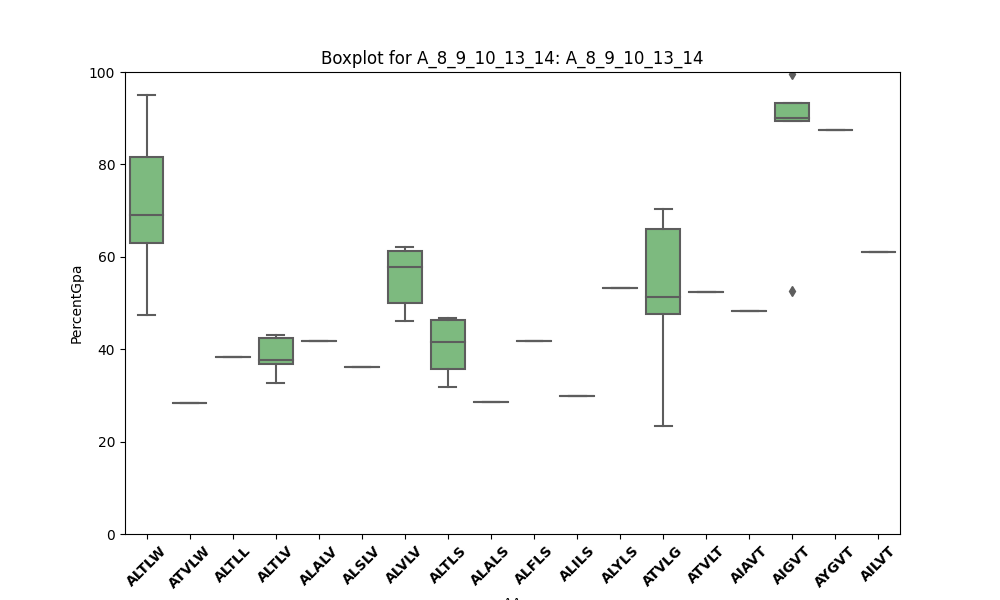 Boxplot for A_8_9_10_13_14: A_8_9_10_13_14
PercentGpa
100
80
60
40
20
0
ALTLW
ATVLW
ALTLL
ALTLV
ALALV
ALSLV
ALVLV
ALTLS
ALALS
ALFLS
ALILS
ALYLS
ATVLG
ATVLT
AIAVT
AIGVT
AYGVT
AILVT